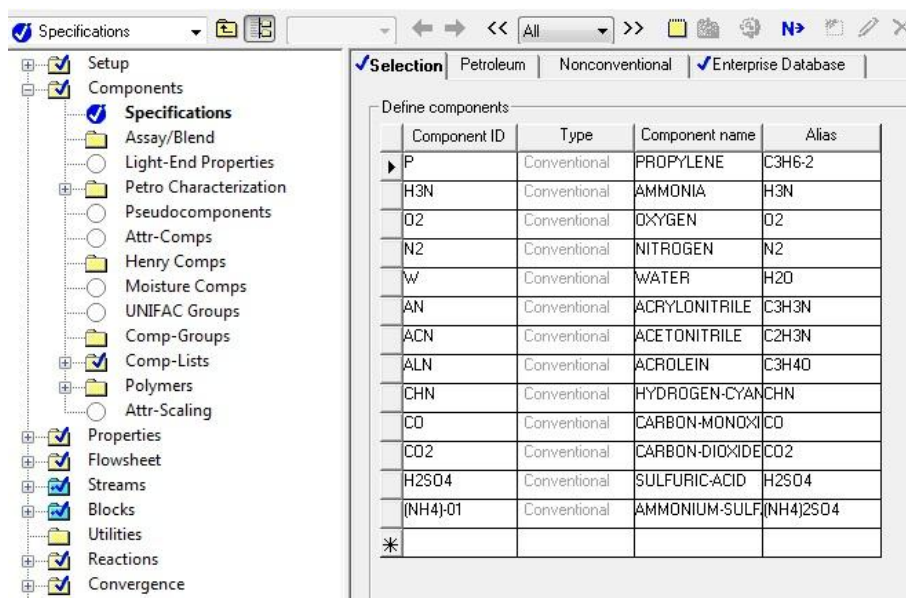 Specifications
<< All >> N>
Setup
Components
Specifications
Assay/Blend
Light-End Properties
Petro Characterization
Pseudocomponents
Attr-Comps
Henry Comps
Moisture Comps
UNIFAC Groups
Comp-Groups
Comp-Lists
Polymers
Attr-Scaling
Properties
Flowsheet
Streams
Blocks
Utilities
Reactions
Convergence
Selection Petroleum Nonconventional Enterprise Database
Define components
Component ID Type Component name Alias
P Conventional PROPYLENE C3H6-2
H3N Conventional AMMONIA H3N
O2 Conventional OXYGEN O2
N2 Conventional NITROGEN N2
W Conventional WATER H2O
AN Conventional ACRYLONITRILE C3H3N
ACN Conventional ACETONITRILE C2H3N
ALN Conventional ACROLEIN C3H4O
CHN Conventional HYDROGEN-CYAN CHN
CO Conventional CARBON-MONOXI CO
CO2 Conventional CARBON-DIOXIDE CO2
H2SO4 Conventional SULFURIC-ACID H2SO4
(NH4)-01 Conventional AMMONIUM-SULF (NH4)2SO4